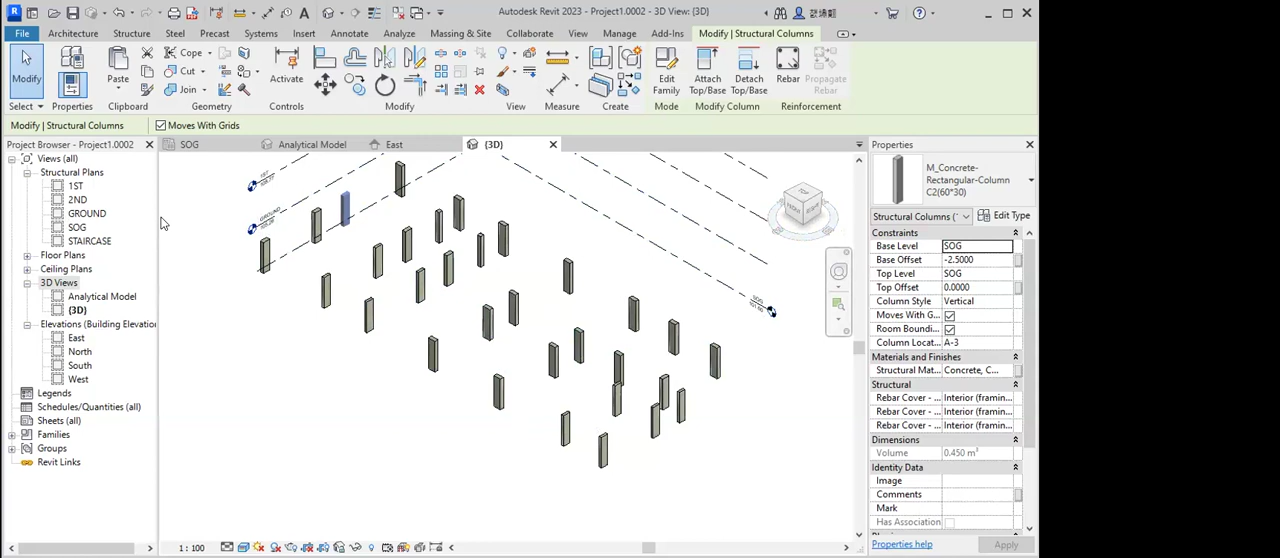 Autodesk Revit 2023 - Project1.0002 - 3D View: {3D}
File Architecture Structure Steel Precast Systems Insert Annotate Analyze Massing & Site Collaborate View Manage Add-Ins Modify | Structural Columns
Modify
Paste
Cope
Cut
Join
Activate
Edit
Family
Attach
Top/Base
Detach
Top/Base
Rebar
Propagate
Rebar
Select Properties Clipboard Geometry Controls Modify View Measure Create Mode Modify Column Reinforcement
Modify | Structural Columns Moves With Grids
Project Browser - Project1.0002
Views (all)
Structural Plans
1ST
2ND
GROUND
SOG
STAIRCASE
Floor Plans
Ceiling Plans
3D Views
Analytical Model
{3D}
Elevations (Building Elevation
East
North
South
West
Legends
Schedules/Quantities (all)
Sheets (all)
Families
Groups
Revit Links
SOG Analytical Model East {3D}
1ST
GROUND
SOG
TOP
1 : 100
Properties
M_Concrete-
Rectangular-Column
C2(60*30)
Structural Columns ( Edit Type
Constraints
Base Level SOG
Base Offset -2.5000
Top Level SOG
Top Offset 0.0000
Column Style Vertical
Moves With G...
Room Boundi...
Column Locat... A-3
Materials and Finishes
Structural Mat... Concrete, C...
Structural
Rebar Cover - ... Interior (framin...
Rebar Cover - ... Interior (framin...
Rebar Cover - ... Interior (framin...
Dimensions
Volume 0.450 m³
Identity Data
Image
Comments
Mark
Has Association
Properties help Apply